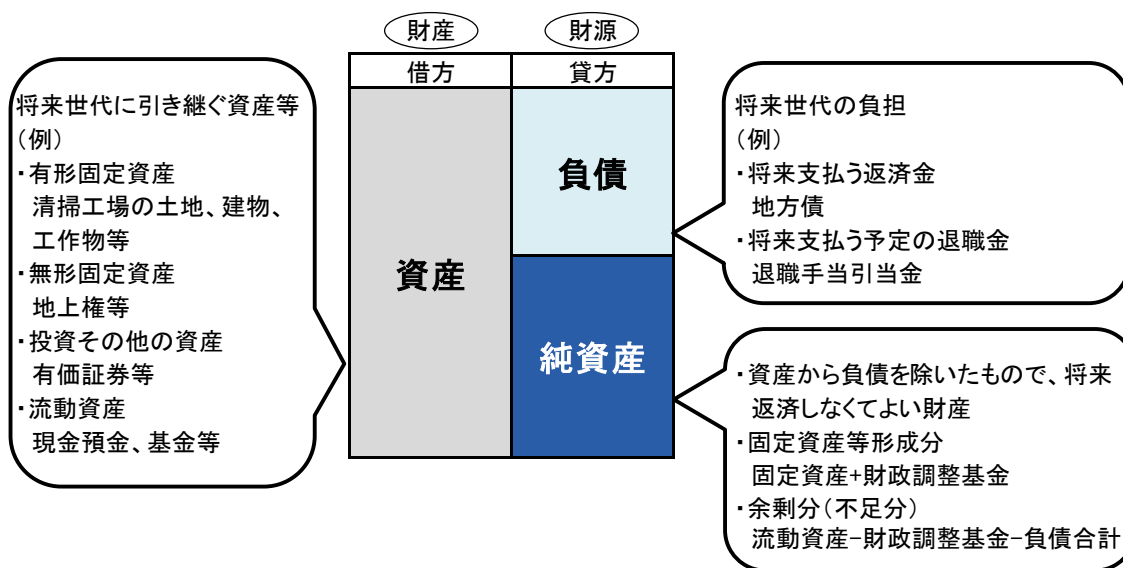 財産
財源
借方
貸方
資産
負債
純資産
将来世代に引き継ぐ資産等
（例）
・有形固定資産
清掃工場の土地、建物、
工作物等
・無形固定資産
地上権等
・投資その他の資産
有価証券等
・流動資産
現金預金、基金等
将来世代の負担
（例）
・将来支払う返済金
地方債
・将来支払う予定の退職金
退職手当引当金
・資産から負債を除いたもので、将来
返済しなくてよい財産
・固定資産等形成分
固定資産+財政調整基金
・余剰分（不足分）
流動資産−財政調整基金−負債合計